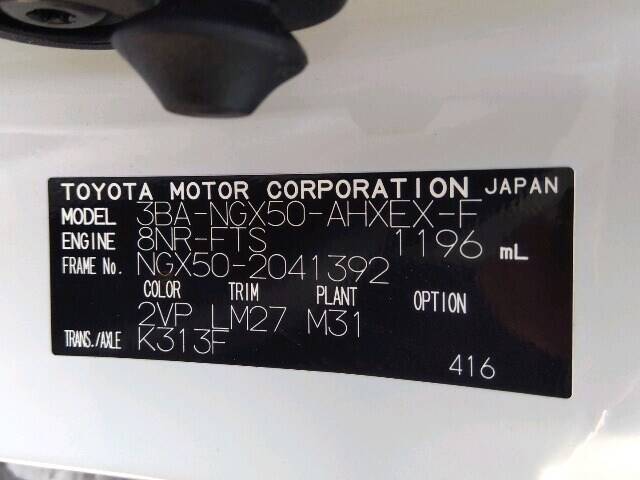 TOYOTA MOTOR CORPORATION JAPAN
MODEL 3BA-NGX50-AHXEX-F
ENGINE 8NR-FTS 1196 mL
FRAME No. NGX50-2041392
COLOR TRIM PLANT OPTION
2VP LM27 M31
TRANS./AXLE K313F
416